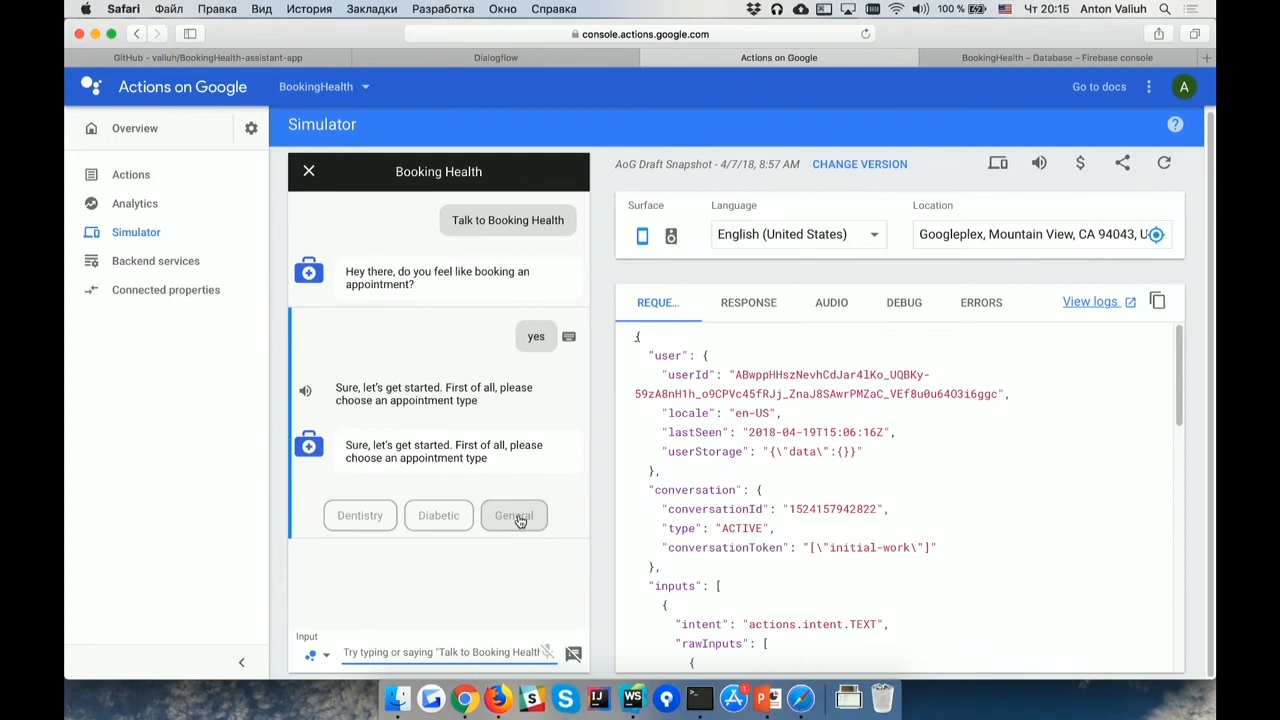 Safari Файл Правка Вид История Закладки Разработка Окно Справка 100 % Чт 20:15 Anton Valiuh
console.actions.google.com
GitHub - valiuh/BookingHealth-assistant-app Dialogflow Actions on Google BookingHealth – Database – Firebase console
Actions on Google BookingHealth Go to docs A
Overview
Actions
Analytics
Simulator
Backend services
Connected properties
Simulator
Booking Health
Talk to Booking Health
Hey there, do you feel like booking an
appointment?
yes
Sure, let's get started. First of all, please
choose an appointment type
Sure, let's get started. First of all, please
choose an appointment type
Dentistry Diabetic General
Input
Try typing or saying "Talk to Booking Health
AoG Draft Snapshot - 4/7/18, 8:57 AM CHANGE VERSION
Surface Language Location
English (United States) Googleplex, Mountain View, CA 94043, U
REQUE... RESPONSE AUDIO DEBUG ERRORS View logs
{
"user": {
"userId": "ABwppHHszNevhCdJar4lKo_UQBKy-
59zA8nH1h_o9CPVc45fRJj_ZnaJ8SAwrPMZaC_VEf8u0u64O3i6ggc",
"locale": "en-US",
"lastSeen": "2018-04-19T15:06:16Z",
"userStorage": "{\"data\":{}}"
},
"conversation": {
"conversationId": "1524157942822",
"type": "ACTIVE",
"conversationToken": "[\"initial-work\"]"
},
"inputs": [
{
"intent": "actions.intent.TEXT",
"rawInputs": [
{